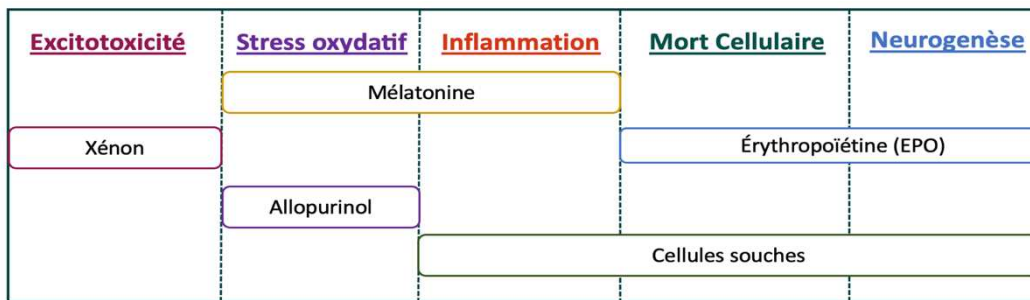 Excitotoxicité Stress oxydatif Inflammation Mort Cellulaire Neurogenèse
Mélatonine
Xénon Érythropoïétine (EPO)
Allopurinol
Cellules souches